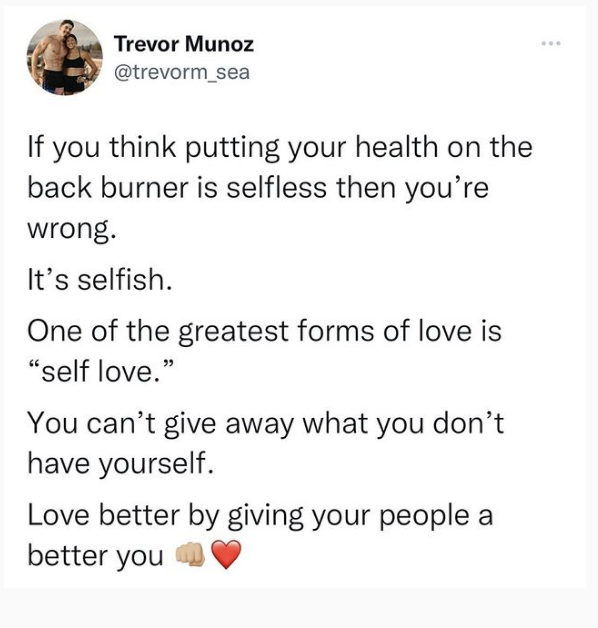 Trevor Munoz
@trevorm_sea
If you think putting your health on the
back burner is selfless then you’re
wrong.
It’s selfish.
One of the greatest forms of love is
“self love.”
You can’t give away what you don’t
have yourself.
Love better by giving your people a
better you 👊🏼❤️